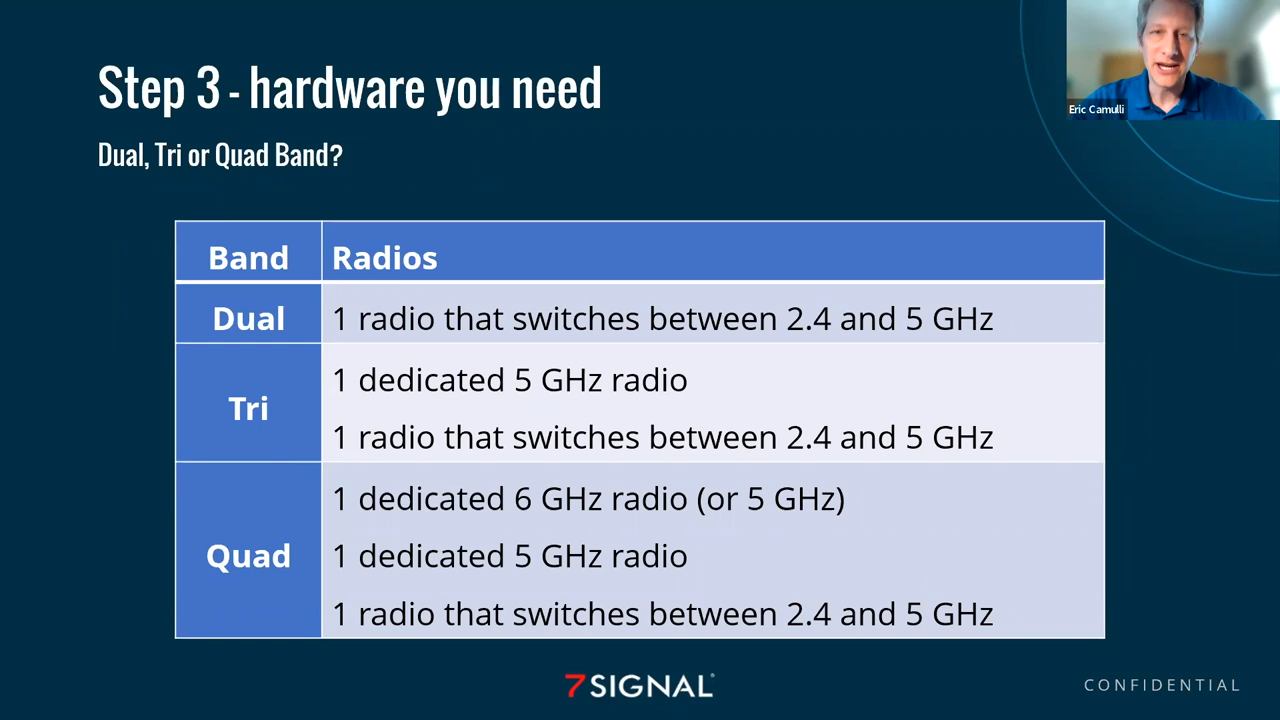 Step 3 - hardware you need
Eric Camulli
Dual, Tri or Quad Band?
Band Radios
Dual 1 radio that switches between 2.4 and 5 GHz
Tri
1 dedicated 5 GHz radio
1 radio that switches between 2.4 and 5 GHz
Quad
1 dedicated 6 GHz radio (or 5 GHz)
1 dedicated 5 GHz radio
1 radio that switches between 2.4 and 5 GHz
7SIGNAL
CONFIDENTIAL